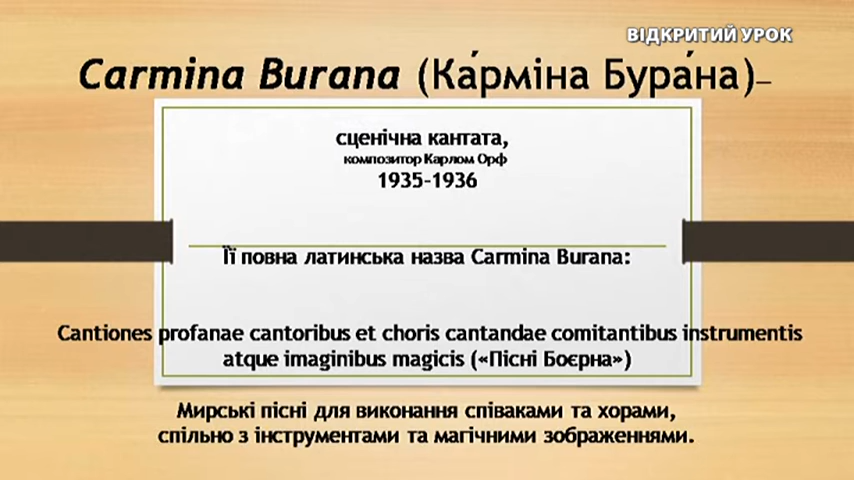 ВІДКРИТИЙ УРОК
Carmina Burana (Ка́рміна Бура́на)–
сценічна кантата,
композитор Карлом Орф
1935-1936
Її повна латинська назва Carmina Burana:
Cantiones profanae cantoribus et choris cantandae comitantibus instrumentis
atque imaginibus magicis («Пісні Боєрна»)
Мирські пісні для виконання співаками та хорами,
спільно з інструментами та магічними зображеннями.